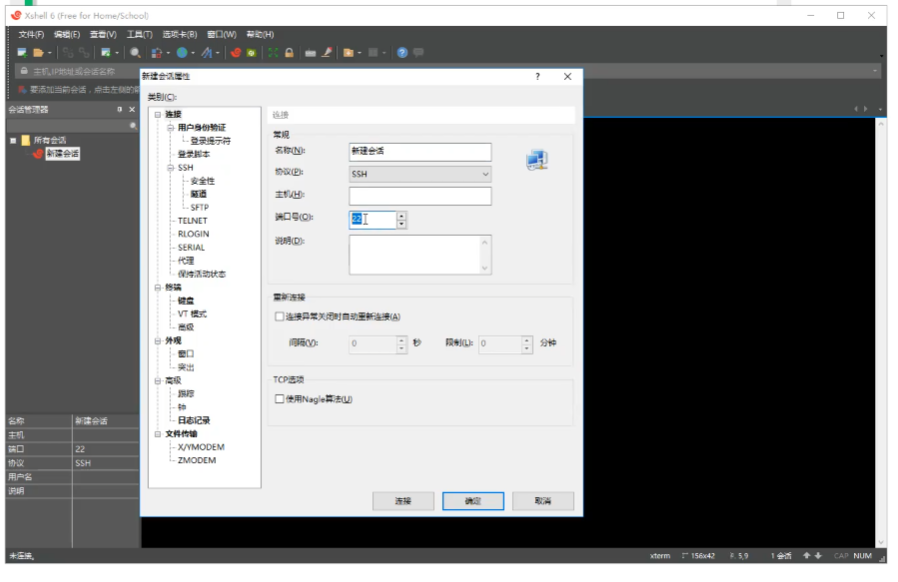 Xshell 6 (Free for Home/School)
文件(F) 编辑(E) 查看(V) 工具(T) 选项卡(B) 窗口(W) 帮助(H)
主机,IP地址或会话名称
要添加当前会话，点击左侧的
新建会话属性
?
类别(C):
会话管理器
所有会话
新建会话
连接
用户身份验证
登录提示符
登录脚本
SSH
安全性
隧道
SFTP
TELNET
RLOGIN
SERIAL
代理
保持活动状态
终端
键盘
VT 模式
高级
外观
窗口
突出
高级
跟踪
钟
日志记录
文件传输
X/YMODEM
ZMODEM
连接
常规
名称(N): 新建会话
协议(P): SSH
主机(H):
端口号(O): 22
说明(D):
重新连接
连接异常关闭时自动重新连接(A)
间隔(V): 0 秒 限制(L): 0 分钟
TCP选项
使用Nagle算法(U)
连接 确定 取消
名称 新建会话
主机
端口 22
协议 SSH
用户名
说明
未连接。 xterm 156x42 3,9 1 会话 CAP NUM